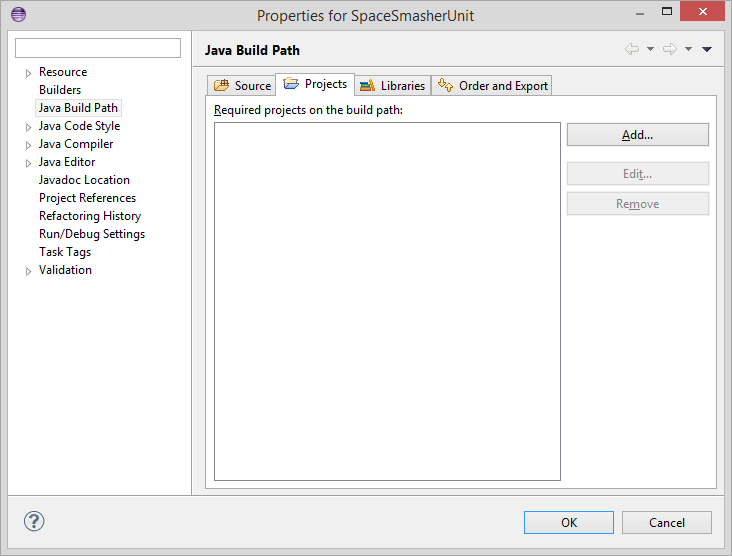 Properties for SpaceSmasherUnit
Java Build Path
Resource
Builders
Java Build Path
Java Code Style
Java Compiler
Java Editor
Javadoc Location
Project References
Refactoring History
Run/Debug Settings
Task Tags
Validation
Source Projects Libraries Order and Export
Required projects on the build path:
Add...
Edit...
Remove
OK Cancel